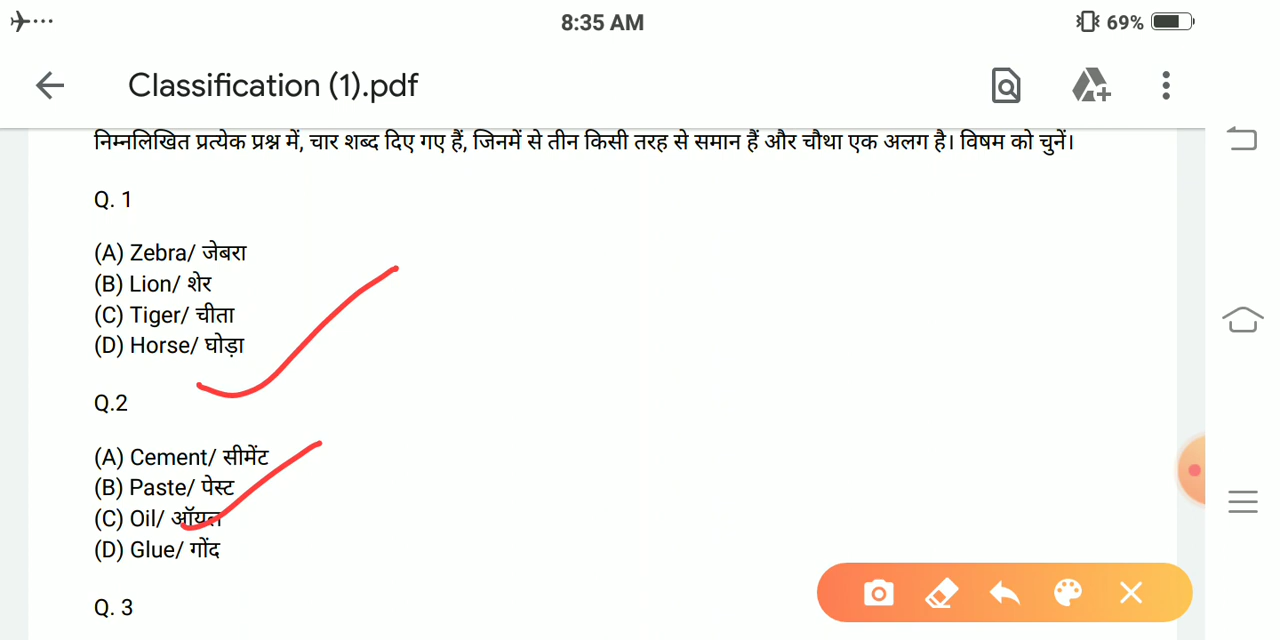 8:35 AM
69%
Classification (1).pdf
निम्नलिखित प्रत्येक प्रश्न में, चार शब्द दिए गए हैं, जिनमें से तीन किसी तरह से समान हैं और चौथा एक अलग है। विषम को चुनें।
Q. 1
(A) Zebra/ जेबरा
(B) Lion/ शेर
(C) Tiger/ चीता
(D) Horse/ घोड़ा
Q.2
(A) Cement/ सीमेंट
(B) Paste/ पेस्ट
(C) Oil/ ऑयल
(D) Glue/ गोंद
Q. 3